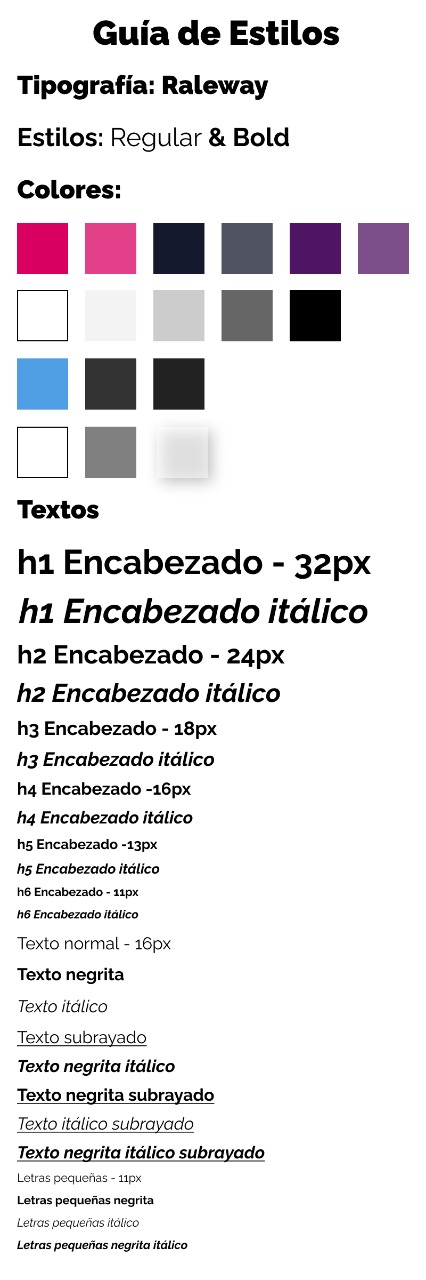 Guía de Estilos
Tipografía: Raleway
Estilos: Regular & Bold
Colores:
Textos
h1 Encabezado - 32px
h1 Encabezado itálico
h2 Encabezado - 24px
h2 Encabezado itálico
h3 Encabezado - 18px
h3 Encabezado itálico
h4 Encabezado -16px
h4 Encabezado itálico
h5 Encabezado -13px
h5 Encabezado itálico
h6 Encabezado - 11px
h6 Encabezado itálico
Texto normal - 16px
Texto negrita
Texto itálico
Texto subrayado
Texto negrita itálico
Texto negrita subrayado
Texto itálico subrayado
Texto negrita itálico subrayado
Letras pequeñas - 11px
Letras pequeñas negrita
Letras pequeñas itálico
Letras pequeñas negrita itálico